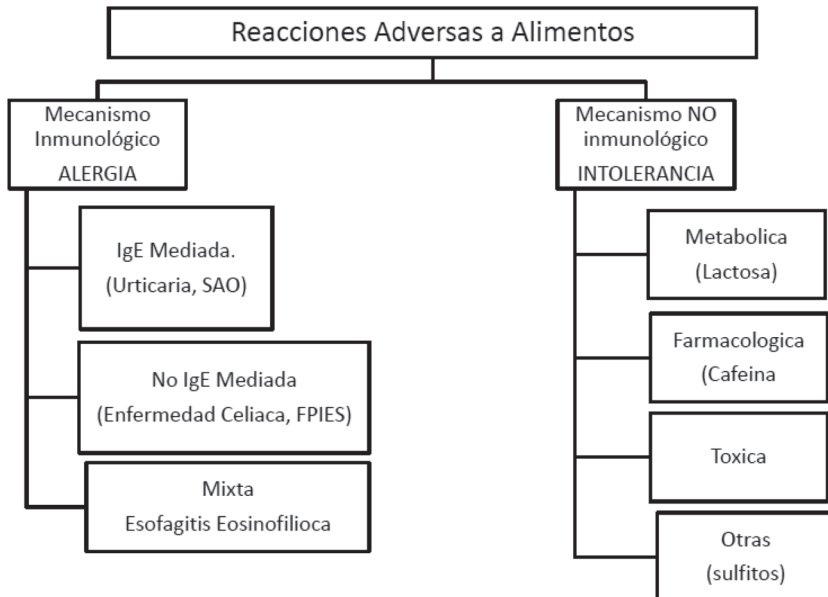 Reacciones Adversas a Alimentos
Mecanismo
Inmunológico
ALERGIA
IgE Mediada.
(Urticaria, SAO)
No IgE Mediada
(Enfermedad Celiaca, FPIES)
Mixta
Esofagitis Eosinofilioca
Mecanismo NO
inmunológico
INTOLERANCIA
Metabolica
(Lactosa)
Farmacologica
(Cafeina
Toxica
Otras
(sulfitos)